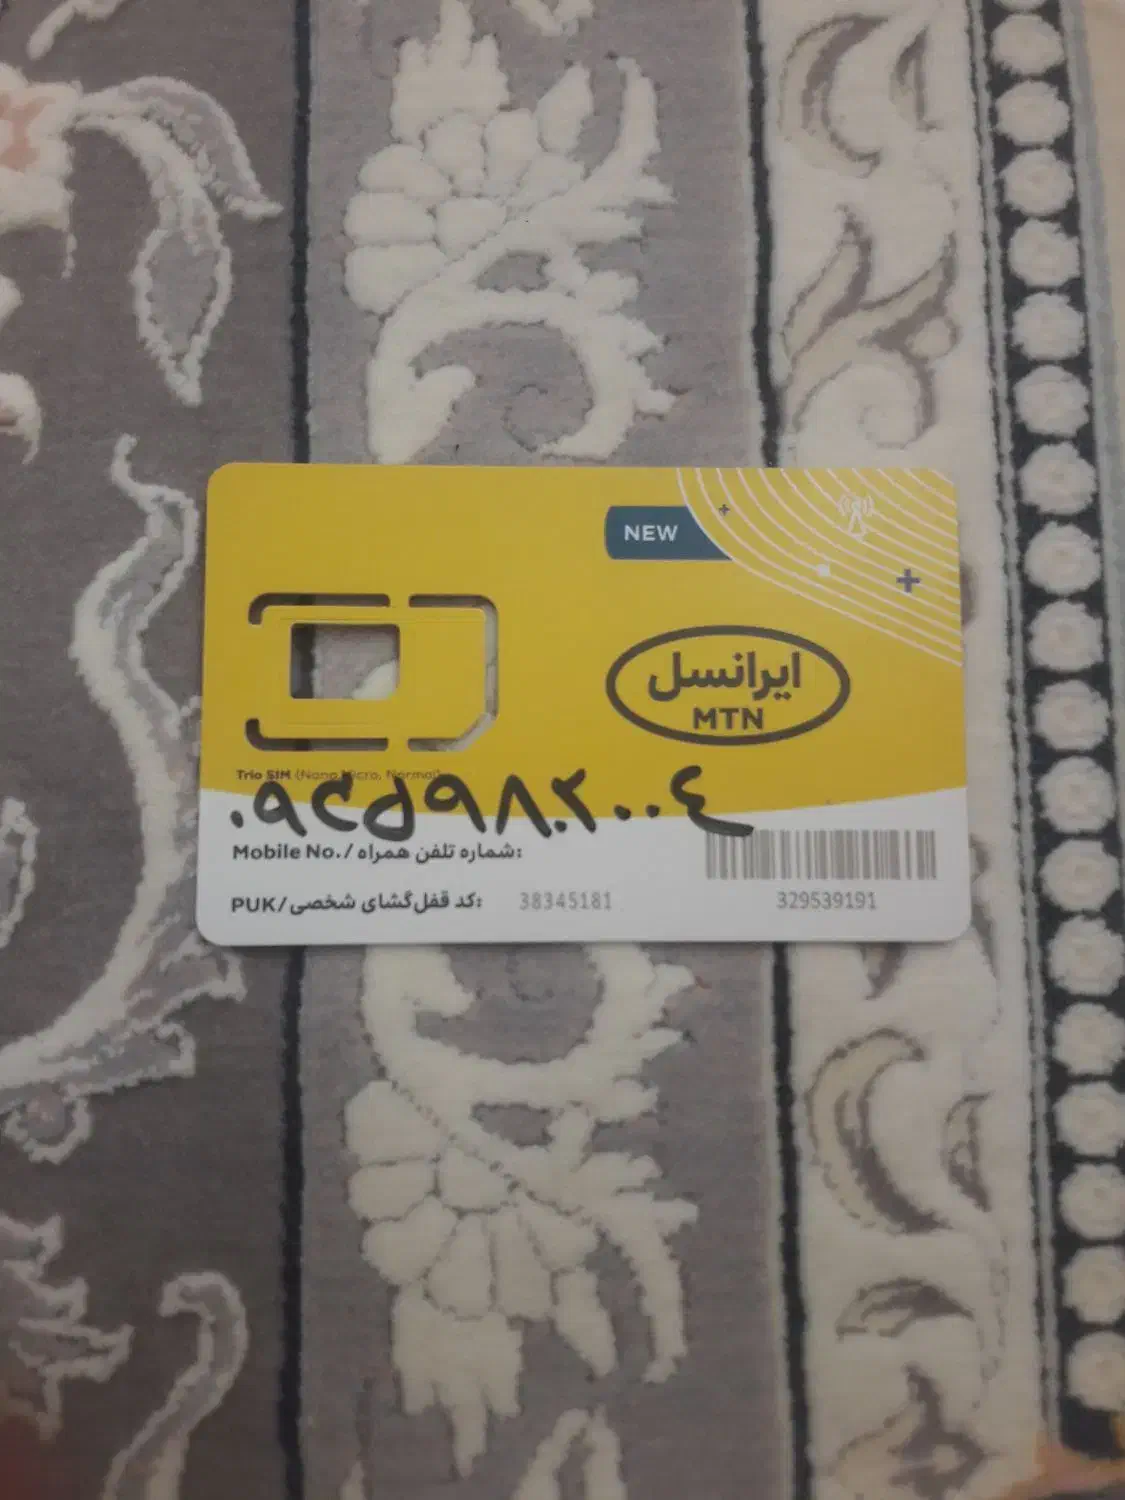 NEW
ایرانسل
MTN
Trio SIM (Nano, Micro, Normal)
۰۹۳۵۹۸۰۲۰۰۴
Mobile No./شماره تلفن همراه:
PUK/کد قفل‌گشای شخصی: 38345181
329539191